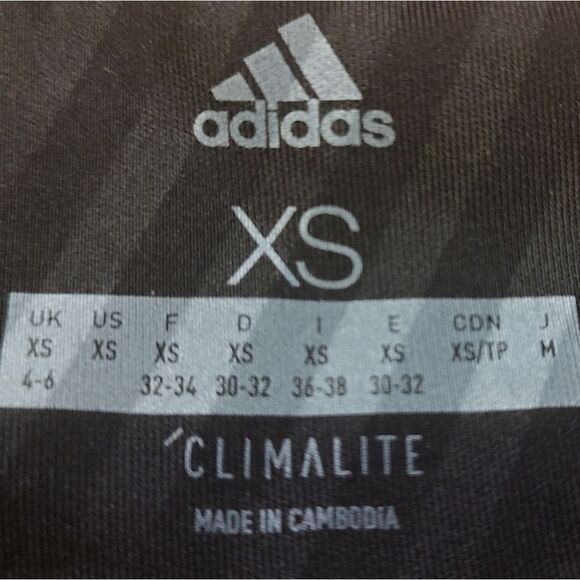 adidas
XS
UK US F D I E CDN J
XS XS XS XS XS XS XS/TP M
4-6 32-34 30-32 36-38 30-32
CLIMALITE
MADE IN CAMBODIA